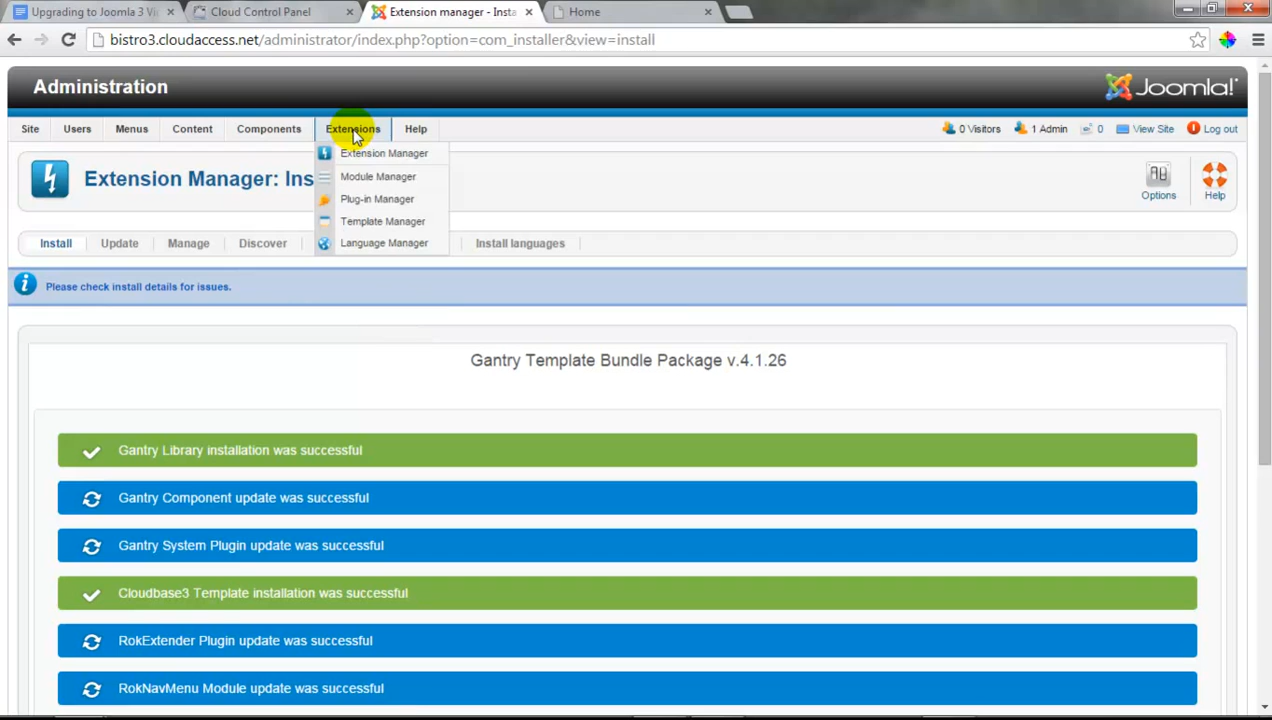 Upgrading to Joomla 3 Vi
Cloud Control Panel
Extension manager - Insta
Home
bistro3.cloudaccess.net/administrator/index.php?option=com_installer&view=install
Administration
Joomla!
Site
Users
Menus
Content
Components
Extensions
Help
0 Visitors
1 Admin
0
View Site
Log out
Extension Manager
Module Manager
Plug-in Manager
Template Manager
Language Manager
Extension Manager: Ins
Options
Help
Install
Update
Manage
Discover
Install languages
Please check install details for issues.
Gantry Template Bundle Package v.4.1.26
Gantry Library installation was successful
Gantry Component update was successful
Gantry System Plugin update was successful
Cloudbase3 Template installation was successful
RokExtender Plugin update was successful
RokNavMenu Module update was successful